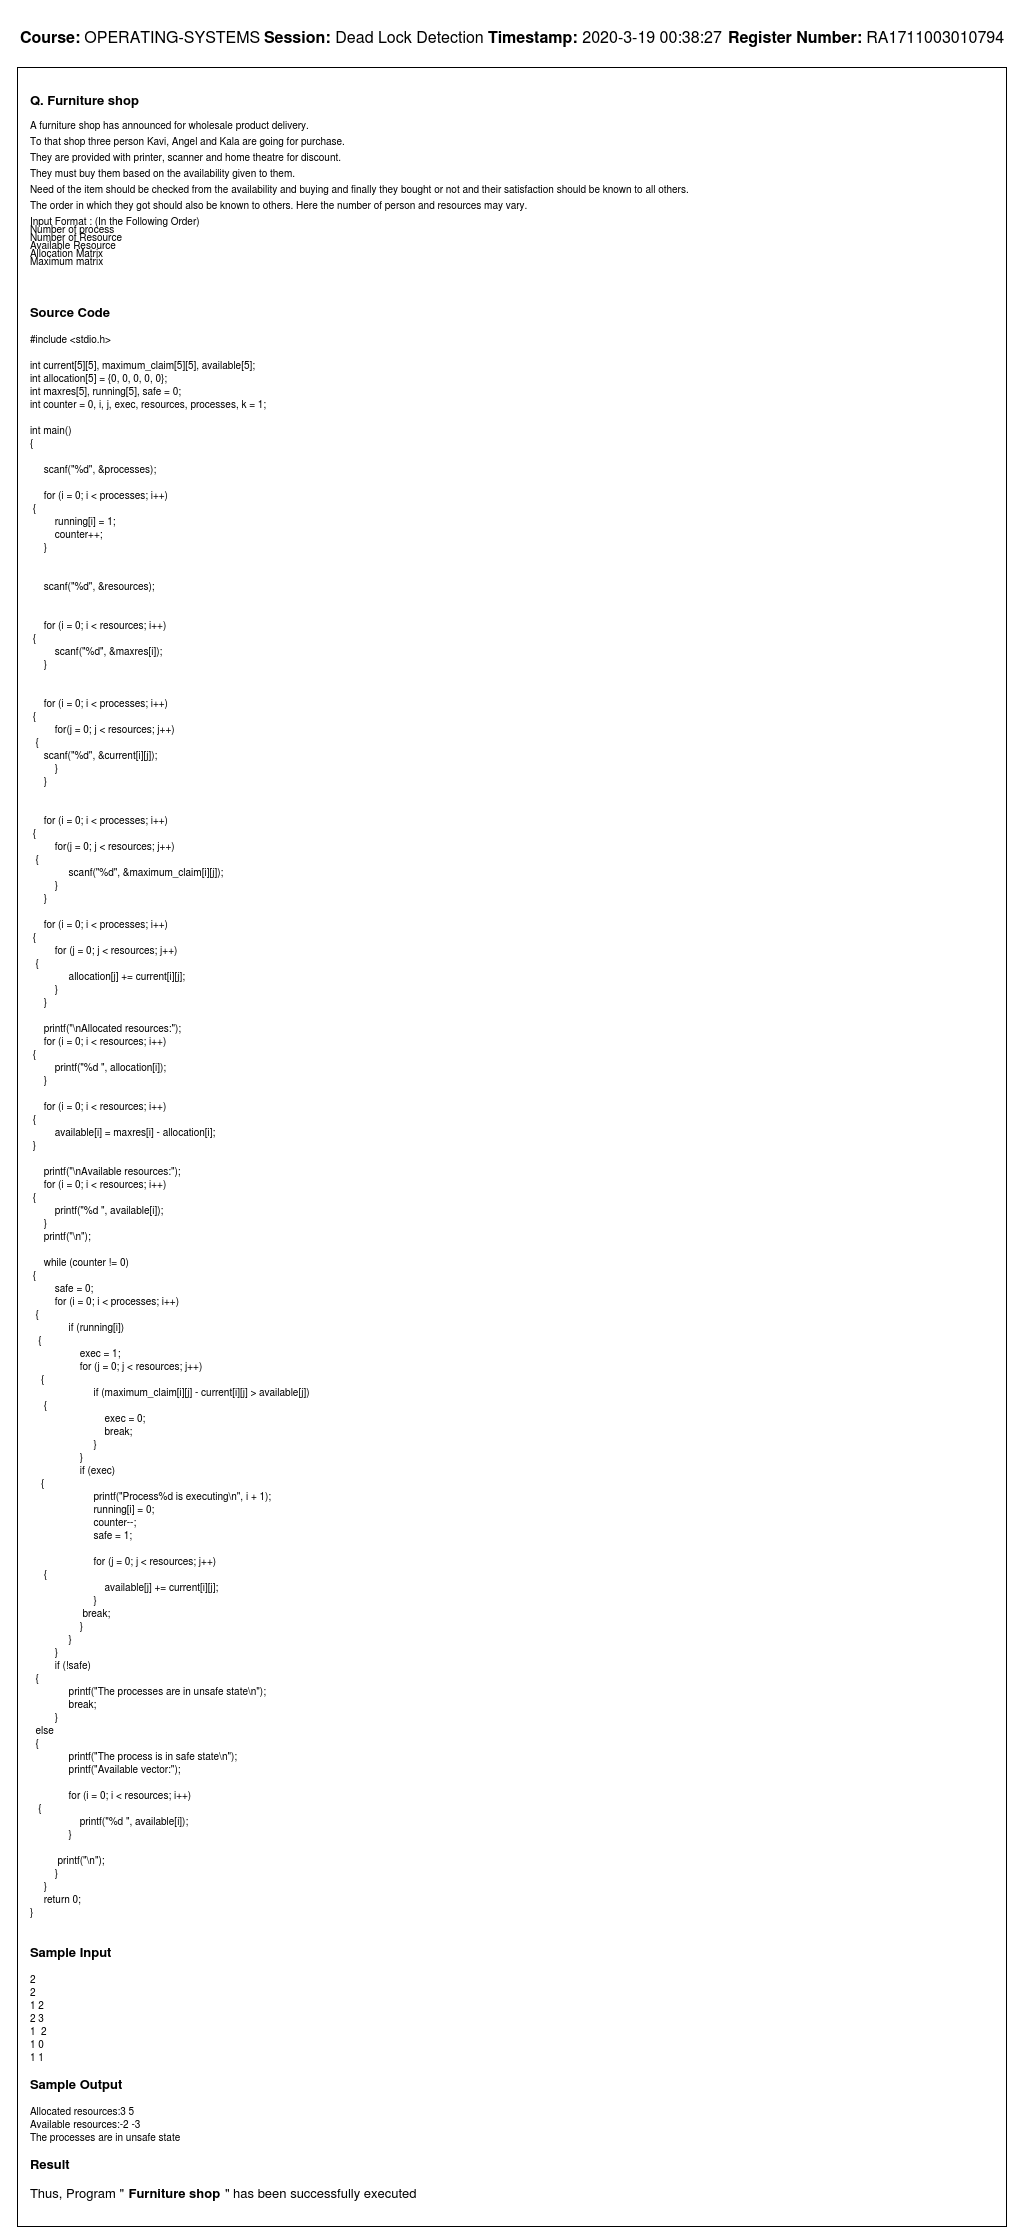 Course: OPERATING-SYSTEMS Session: Dead Lock Detection Timestamp: 2020-3-19 00:38:27 Register Number: RA1711003010794
Q. Furniture shop
A furniture shop has announced for wholesale product delivery.
To that shop three person Kavi, Angel and Kala are going for purchase.
They are provided with printer, scanner and home theatre for discount.
They must buy them based on the availability given to them.
Need of the item should be checked from the availability and buying and finally they bought or not and their satisfaction should be known to all others.
The order in which they got should also be known to others. Here the number of person and resources may vary.
Input Format : (In the Following Order)
Number of process
Number of Resource
Available Resource
Allocation Matrix
Maximum matrix
Source Code
#include <stdio.h>
int current[5][5], maximum_claim[5][5], available[5];
int allocation[5] = {0, 0, 0, 0, 0};
int maxres[5], running[5], safe = 0;
int counter = 0, i, j, exec, resources, processes, k = 1;
int main()
{
scanf("%d", &processes);
for (i = 0; i < processes; i++)
{
running[i] = 1;
counter++;
}
scanf("%d", &resources);
for (i = 0; i < resources; i++)
{
scanf("%d", &maxres[i]);
}
for (i = 0; i < processes; i++)
{
for(j = 0; j < resources; j++)
{
scanf("%d", &current[i][j]);
}
}
for (i = 0; i < processes; i++)
{
for(j = 0; j < resources; j++)
{
scanf("%d", &maximum_claim[i][j]);
}
}
for (i = 0; i < processes; i++)
{
for (j = 0; j < resources; j++)
{
allocation[j] += current[i][j];
}
}
printf("\nAllocated resources:");
for (i = 0; i < resources; i++)
{
printf("%d ", allocation[i]);
}
for (i = 0; i < resources; i++)
{
available[i] = maxres[i] - allocation[i];
}
printf("\nAvailable resources:");
for (i = 0; i < resources; i++)
{
printf("%d ", available[i]);
}
printf("\n");
while (counter != 0)
{
safe = 0;
for (i = 0; i < processes; i++)
{
if (running[i])
{
exec = 1;
for (j = 0; j < resources; j++)
{
if (maximum_claim[i][j] - current[i][j] > available[j])
{
exec = 0;
break;
}
}
if (exec)
{
printf("Process%d is executing\n", i + 1);
running[i] = 0;
counter--;
safe = 1;
for (j = 0; j < resources; j++)
{
available[j] += current[i][j];
}
break;
}
}
}
if (!safe)
{
printf("The processes are in unsafe state\n");
break;
}
else
{
printf("The process is in safe state\n");
printf("Available vector:");
for (i = 0; i < resources; i++)
{
printf("%d ", available[i]);
}
printf("\n");
}
}
return 0;
}
Sample Input
2
2
1 2
2 3
1  2
1 0
1 1
Sample Output
Allocated resources:3 5
Available resources:-2 -3
The processes are in unsafe state
Result
Thus, Program " Furniture shop " has been successfully executed